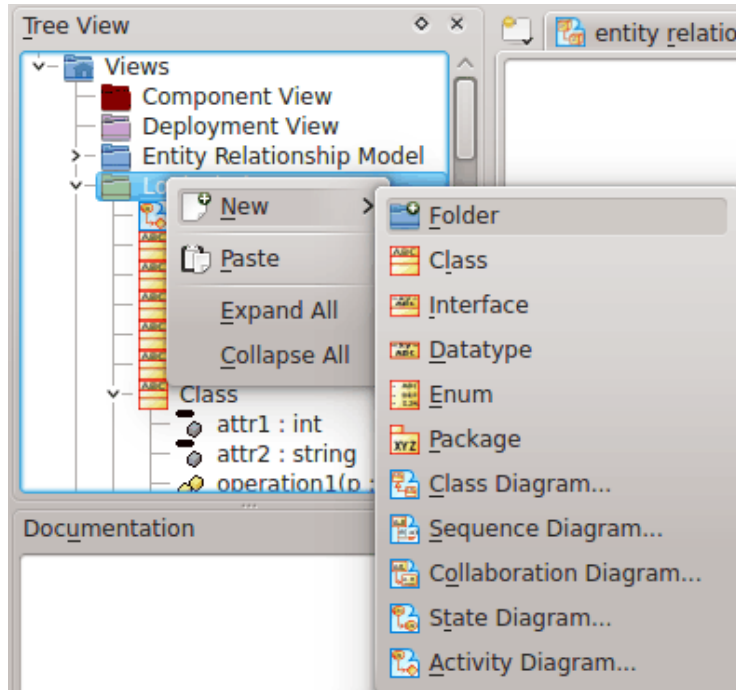 Tree View
entity relatio
Views
Component View
Deployment View
Entity Relationship Model
New
Paste
Expand All
Collapse All
Folder
Class
Interface
Datatype
Enum
Package
Class Diagram...
Sequence Diagram...
Collaboration Diagram...
State Diagram...
Activity Diagram...
Class
attr1 : int
attr2 : string
operation1(p :
Documentation